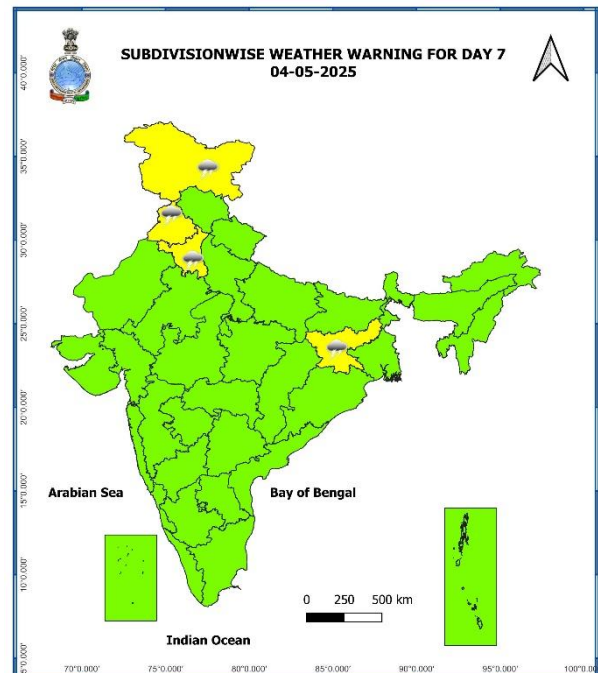 SUBDIVISIONWISE WEATHER WARNING FOR DAY 7
04-05-2025
40°0.000'
35°0.000'
30°0.000'
25°0.000'
20°0.000'
15°0.000'
10°0.000'
5°0.000'
Arabian Sea
Bay of Bengal
0 250 500 km
Indian Ocean
70°0.000' 75°0.000' 80°0.000' 85°0.000' 90°0.000' 95°0.000'